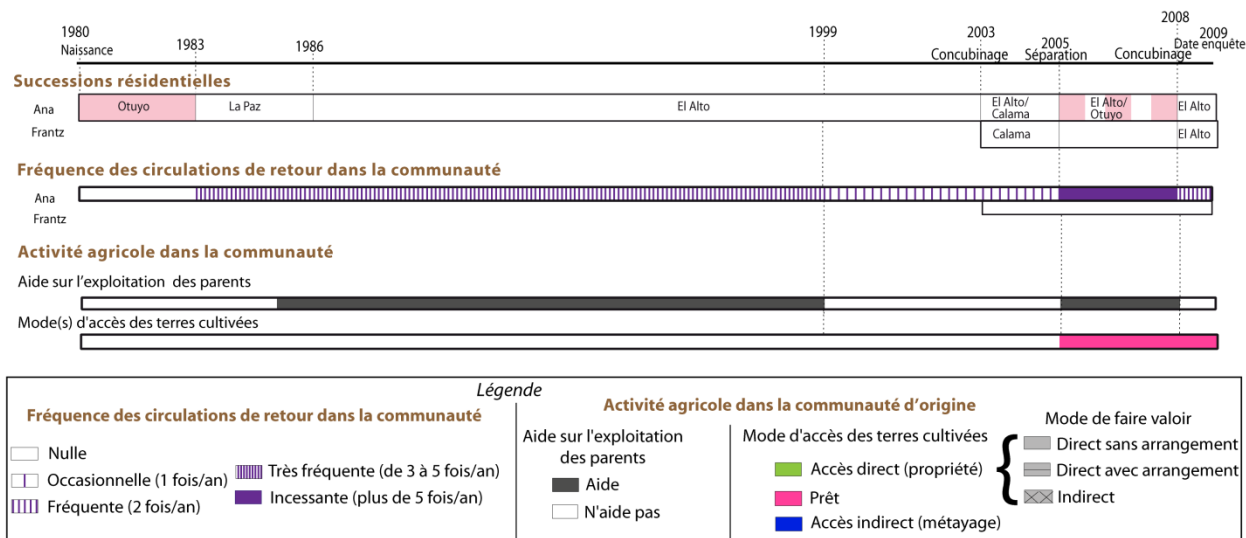 1980
Naissance
1983
1986
1999
2003
Concubinage
2005
Séparation
2008
Concubinage
2009
Date enquête
Successions résidentielles
Ana
Otuyo
La Paz
El Alto
El Alto/
Calama
El Alto/
Otuyo
El Alto
Frantz
Calama
El Alto
Fréquence des circulations de retour dans la communauté
Ana
Frantz
Activité agricole dans la communauté
Aide sur l'exploitation des parents
Mode(s) d'accès des terres cultivées
Légende
Fréquence des circulations de retour dans la communauté
Nulle
Occasionnelle (1 fois/an)
Fréquente (2 fois/an)
Très fréquente (de 3 à 5 fois/an)
Incessante (plus de 5 fois/an)
Activité agricole dans la communauté d'origine
Aide sur l'exploitation
des parents
Aide
N'aide pas
Mode d'accès des terres cultivées
Accès direct (propriété)
Prêt
Accès indirect (métayage)
Mode de faire valoir
Direct sans arrangement
Direct avec arrangement
Indirect